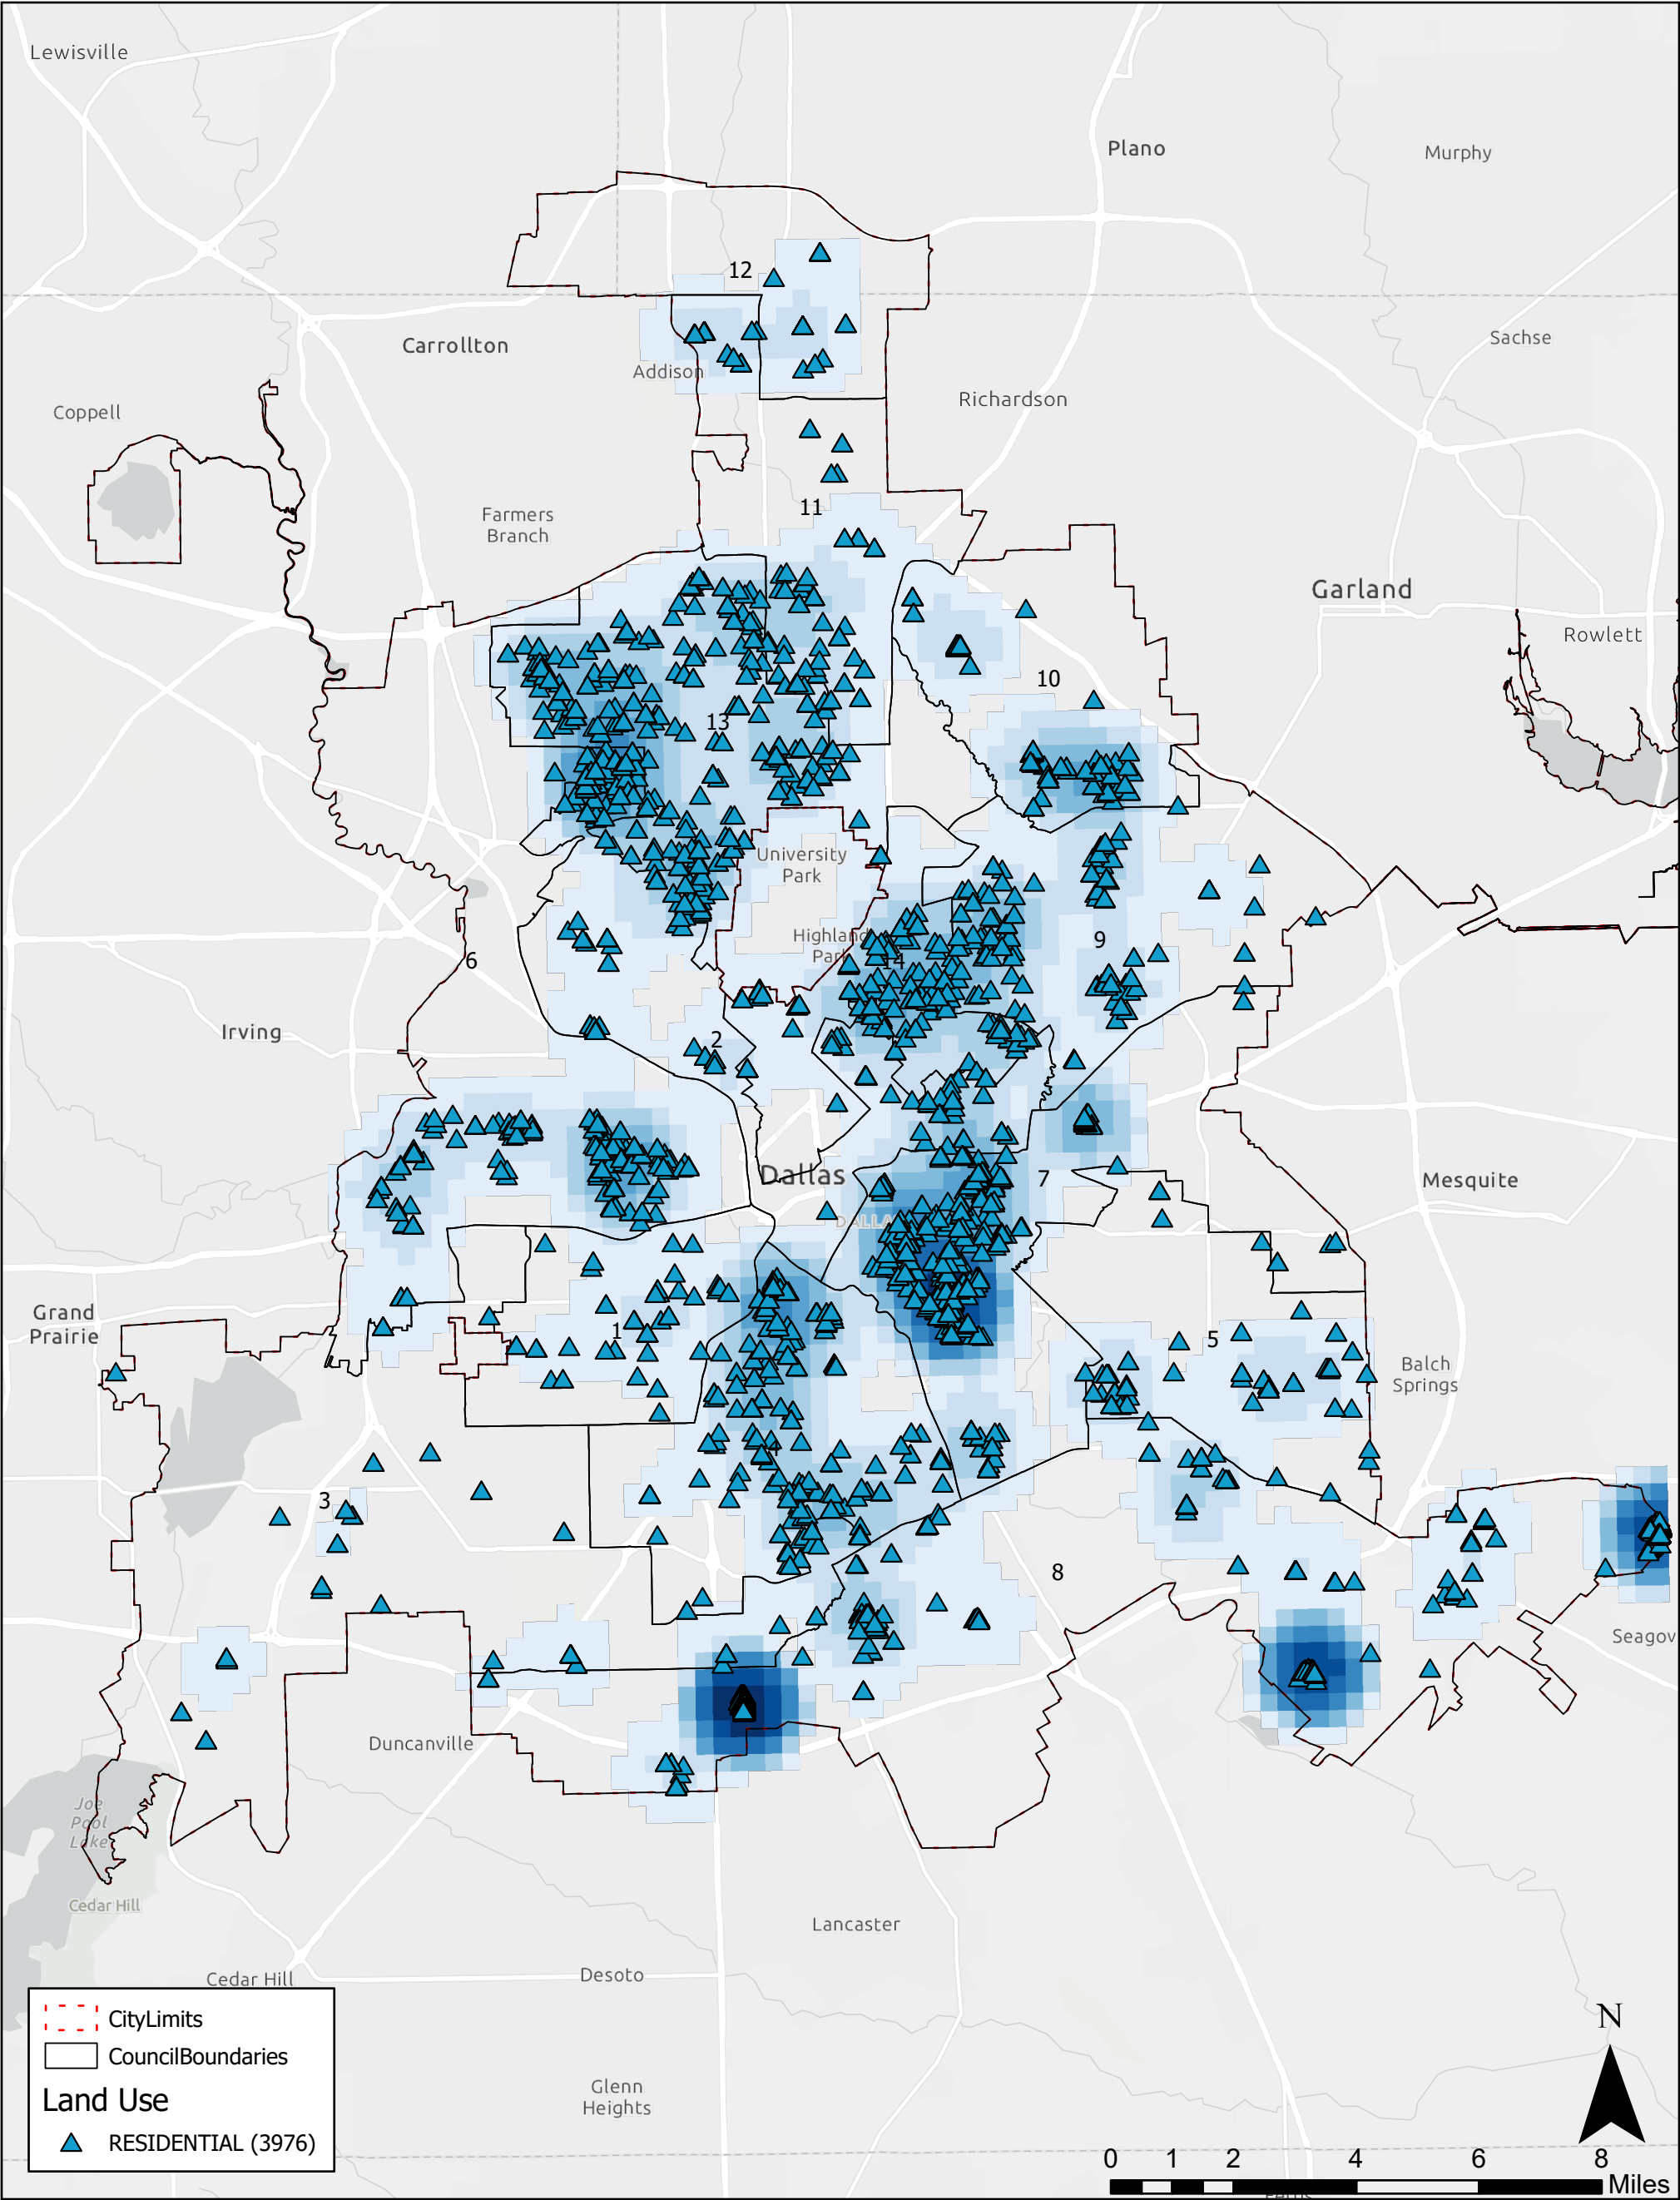 Lewisville
Plano
Murphy
12
Carrollton
Addison
Sachse
Coppell
Richardson
11
Farmers
Branch
Garland
Rowlett
10
13
University
Park
Highland
Park
14
9
6
Irving
2
Dallas
7
Mesquite
DALLA
Grand
Prairie
1
5
Balch
Springs
4
3
8
Seagov
Duncanville
Joe
Pool
Lake
Cedar Hill
Lancaster
Cedar Hill
Desoto
CityLimits
CouncilBoundaries
Land Use
RESIDENTIAL (3976)
Glenn
Heights
N
0 1 2 4 6 8
Miles